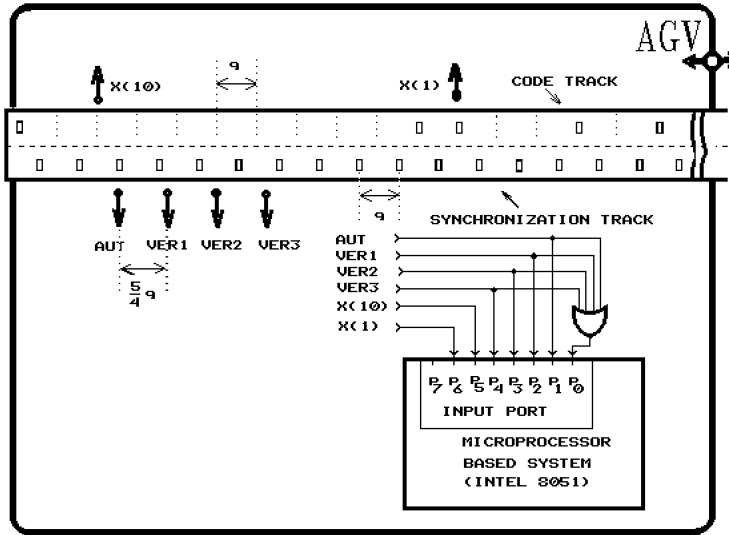 AGV
X(10)
q
X(1)
CODE TRACK
AUT VER1 VER2 VER3
q
SYNCHRONIZATION TRACK
5/4 q
AUT
VER1
VER2
VER3
X(10)
X(1)
P7 P6 P5 P4 P3 P2 P1 P0
INPUT PORT
MICROPROCESSOR
BASED SYSTEM
(INTEL 8051)